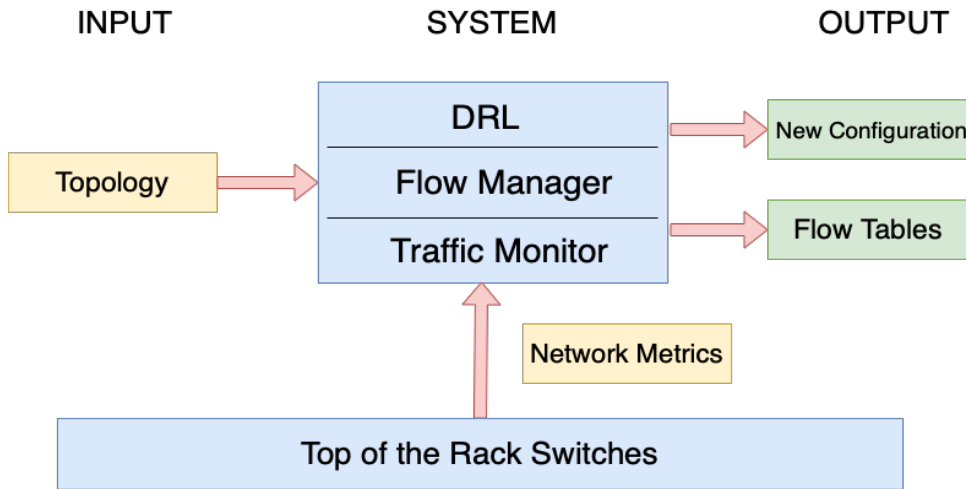 INPUT
SYSTEM
OUTPUT
DRL
New Configuration
Topology
Flow Manager
Flow Tables
Traffic Monitor
Network Metrics
Top of the Rack Switches